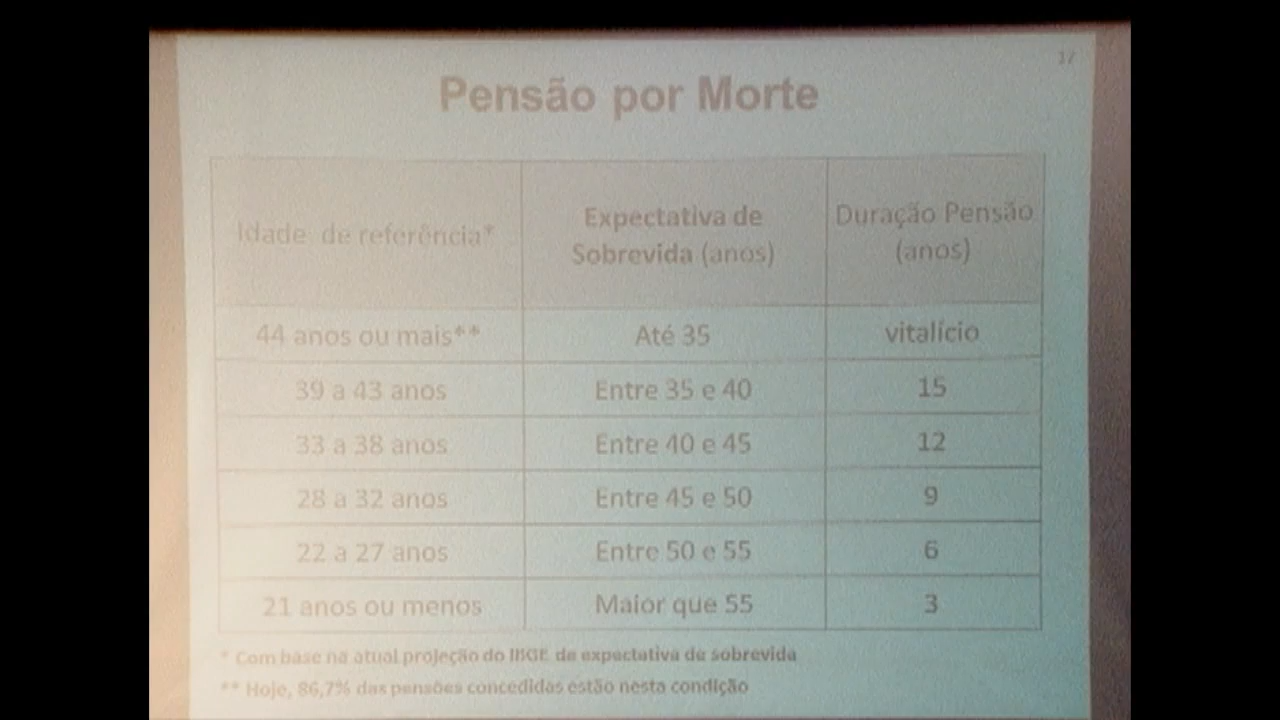 17
Pensão por Morte
Idade de referência*
Expectativa de
Sobrevida (anos)
Duração Pensão
(anos)
44 anos ou mais** Até 35 vitalício
39 a 43 anos Entre 35 e 40 15
33 a 38 anos Entre 40 e 45 12
28 a 32 anos Entre 45 e 50 9
22 a 27 anos Entre 50 e 55 6
21 anos ou menos Maior que 55 3
* Com base na atual projeção do IBGE da expectativa de sobrevida
** Hoje, 86,7% das pensões concedidas estão nesta condição